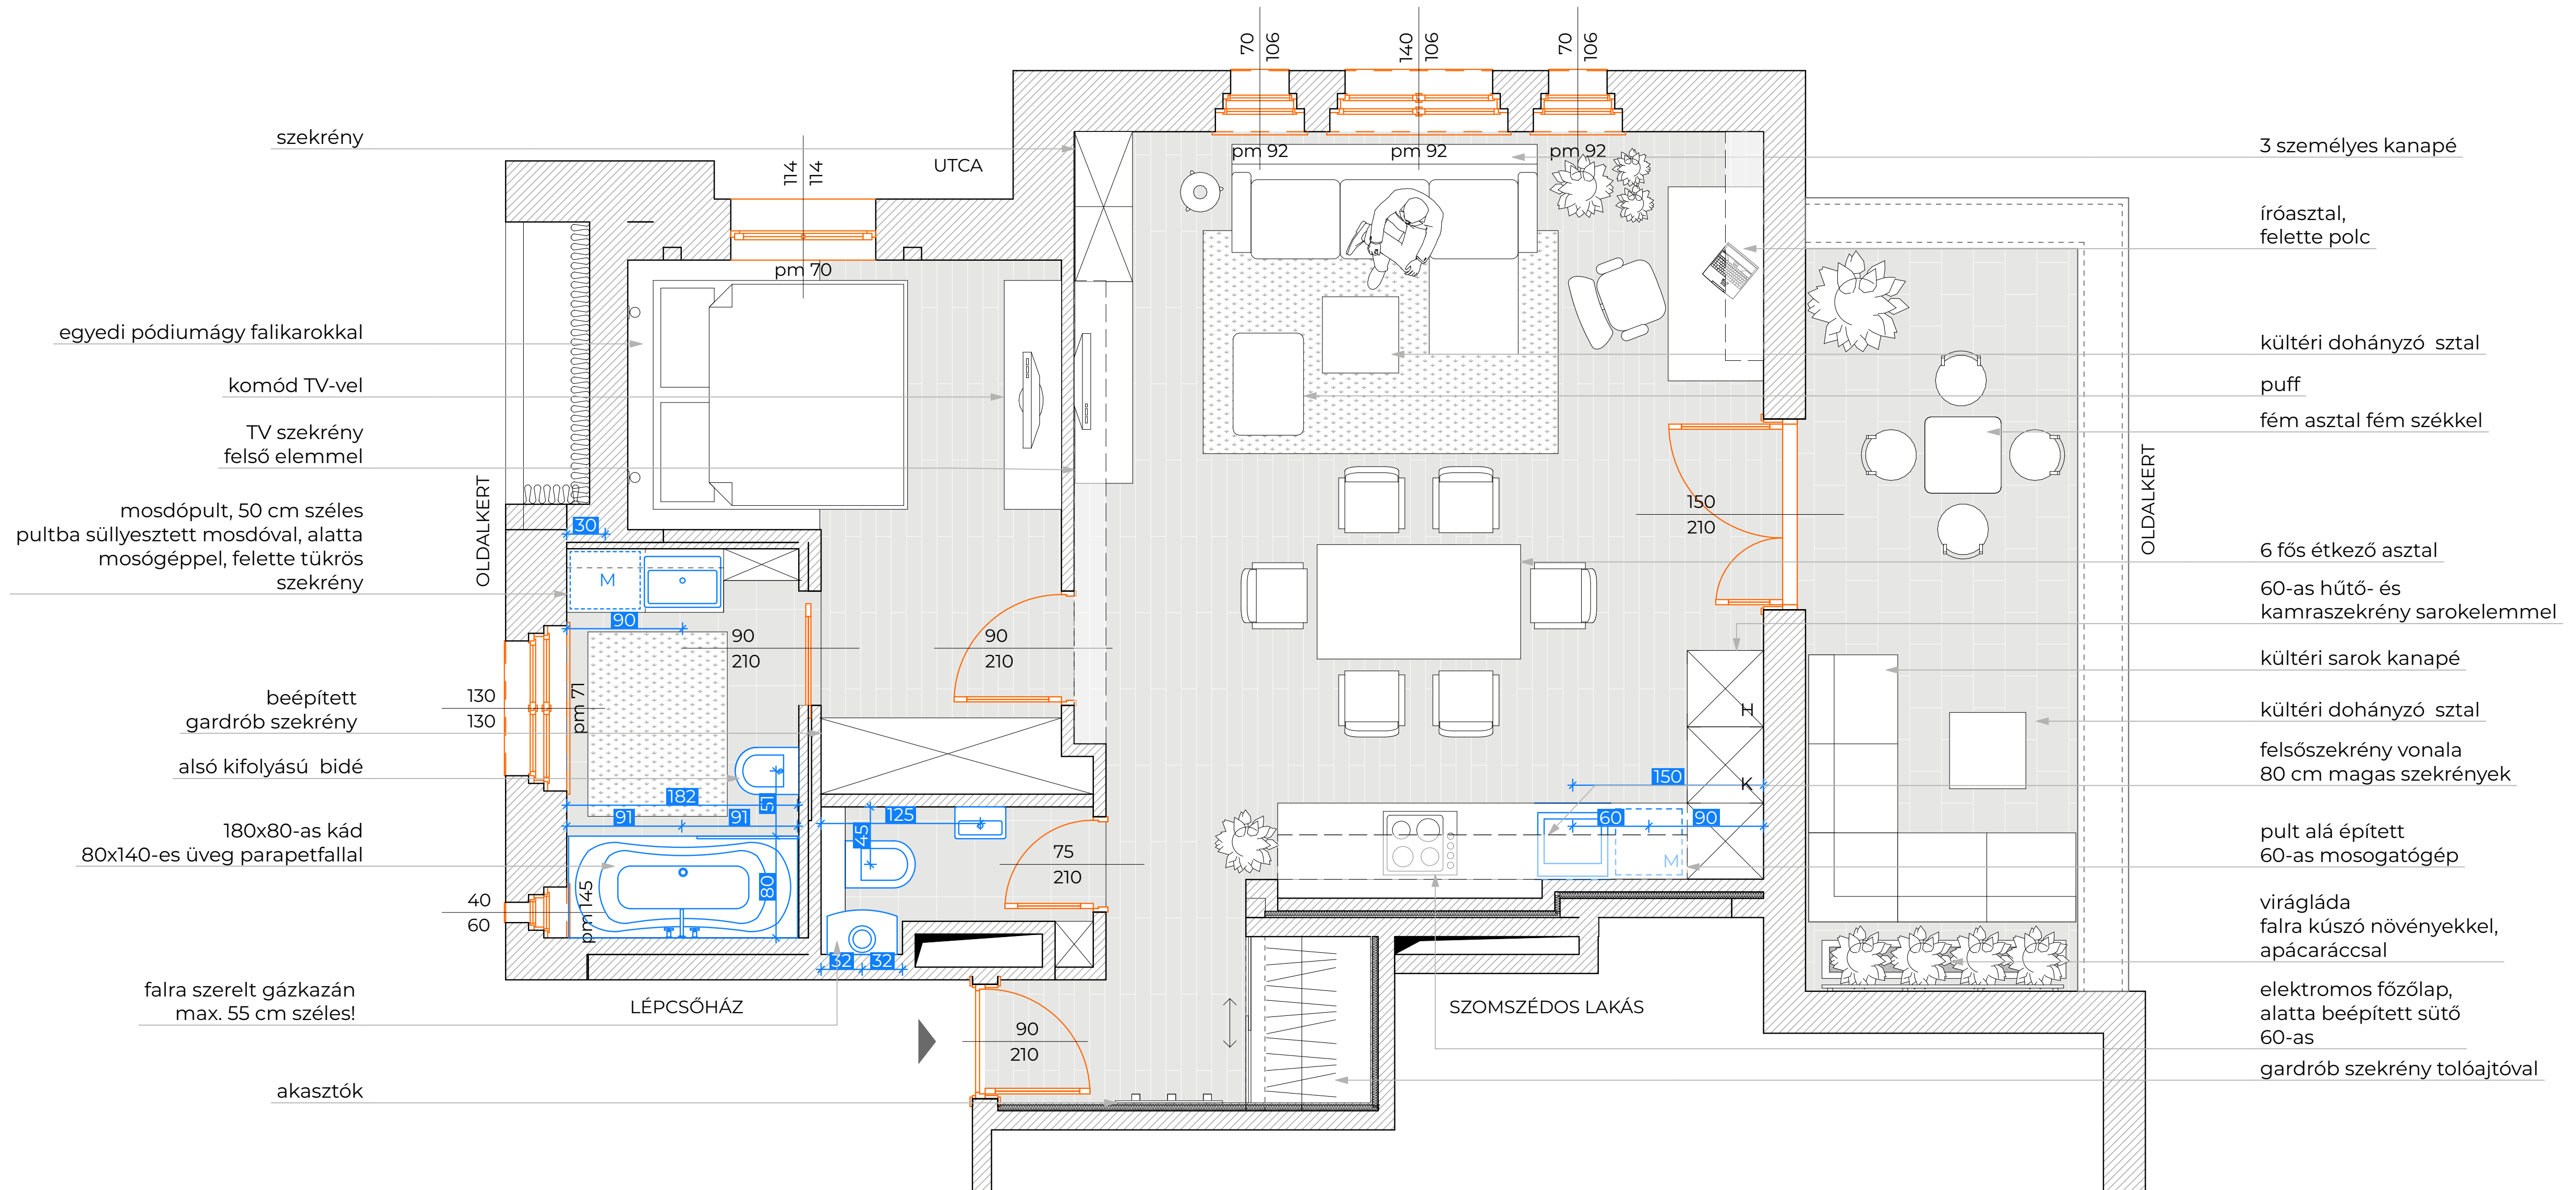 70
106
140
106
70
106
szekrény
114
114
UTCA
pm 92
pm 92
pm 92
3 személyes kanapé
íróasztal,
felette polc
pm 70
egyedi pódiumágy falikarokkal
kültéri dohányzó  sztal
komód TV-vel
puff
TV szekrény
felső elemmel
fém asztal fém székkel
OLDALKERT
OLDALKERT
150
210
mosdópult, 50 cm széles
pultba süllyesztett mosdóval, alatta
mosógéppel, felette tükrös
szekrény
30
M
90
6 fős étkező asztal
60-as hűtő- és
kamraszekrény sarokelemmel
90
210
90
210
kültéri sarok kanapé
130
130
pm 71
beépített
gardrób szekrény
H
kültéri dohányzó  sztal
alsó kifolyású  bidé
K
150
felsőszekrény vonala
80 cm magas szekrények
182
51
91
91
125
45
60
90
180x80-as kád
80x140-es üveg parapetfallal
75
210
M
pult alá épített
60-as mosogatógép
80
40
60
pm 145
virágláda
falra kúszó növényekkel,
apácaráccsal
32
32
falra szerelt gázkazán
max. 55 cm széles!
LÉPCSŐHÁZ
SZOMSZÉDOS LAKÁS
elektromos főzőlap,
alatta beépített sütő
60-as
90
210
gardrób szekrény tolóajtóval
akasztók